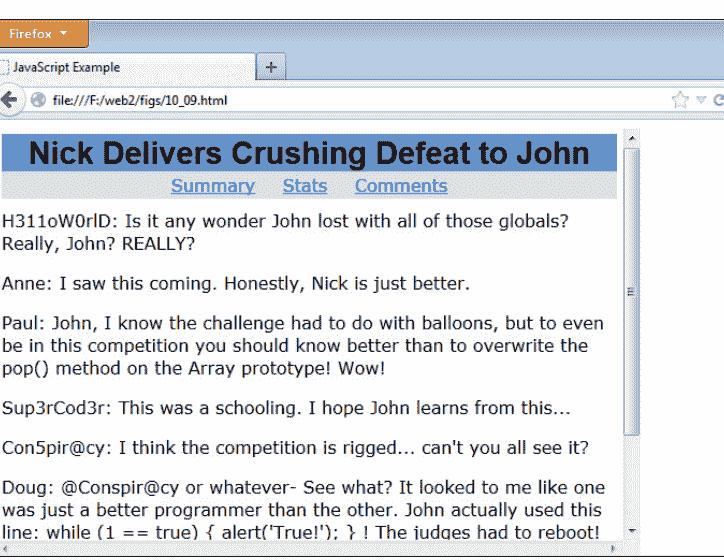 Firefox
JavaScript Example
file:///F:/web2/figs/10_09.html
Nick Delivers Crushing Defeat to John
Summary Stats Comments
H311oW0rlD: Is it any wonder John lost with all of those globals?
Really, John? REALLY?
Anne: I saw this coming. Honestly, Nick is just better.
Paul: John, I know the challenge had to do with balloons, but to even
be in this competition you should know better than to overwrite the
pop() method on the Array prototype! Wow!
Sup3rCod3r: This was a schooling. I hope John learns from this...
Con5pir@cy: I think the competition is rigged... can't you all see it?
Doug: @Conspir@cy or whatever- See what? It looked to me like one
was just a better programmer than the other. John actually used this
line: while (1 == true) { alert('True!'); } ! The judges had to reboot!